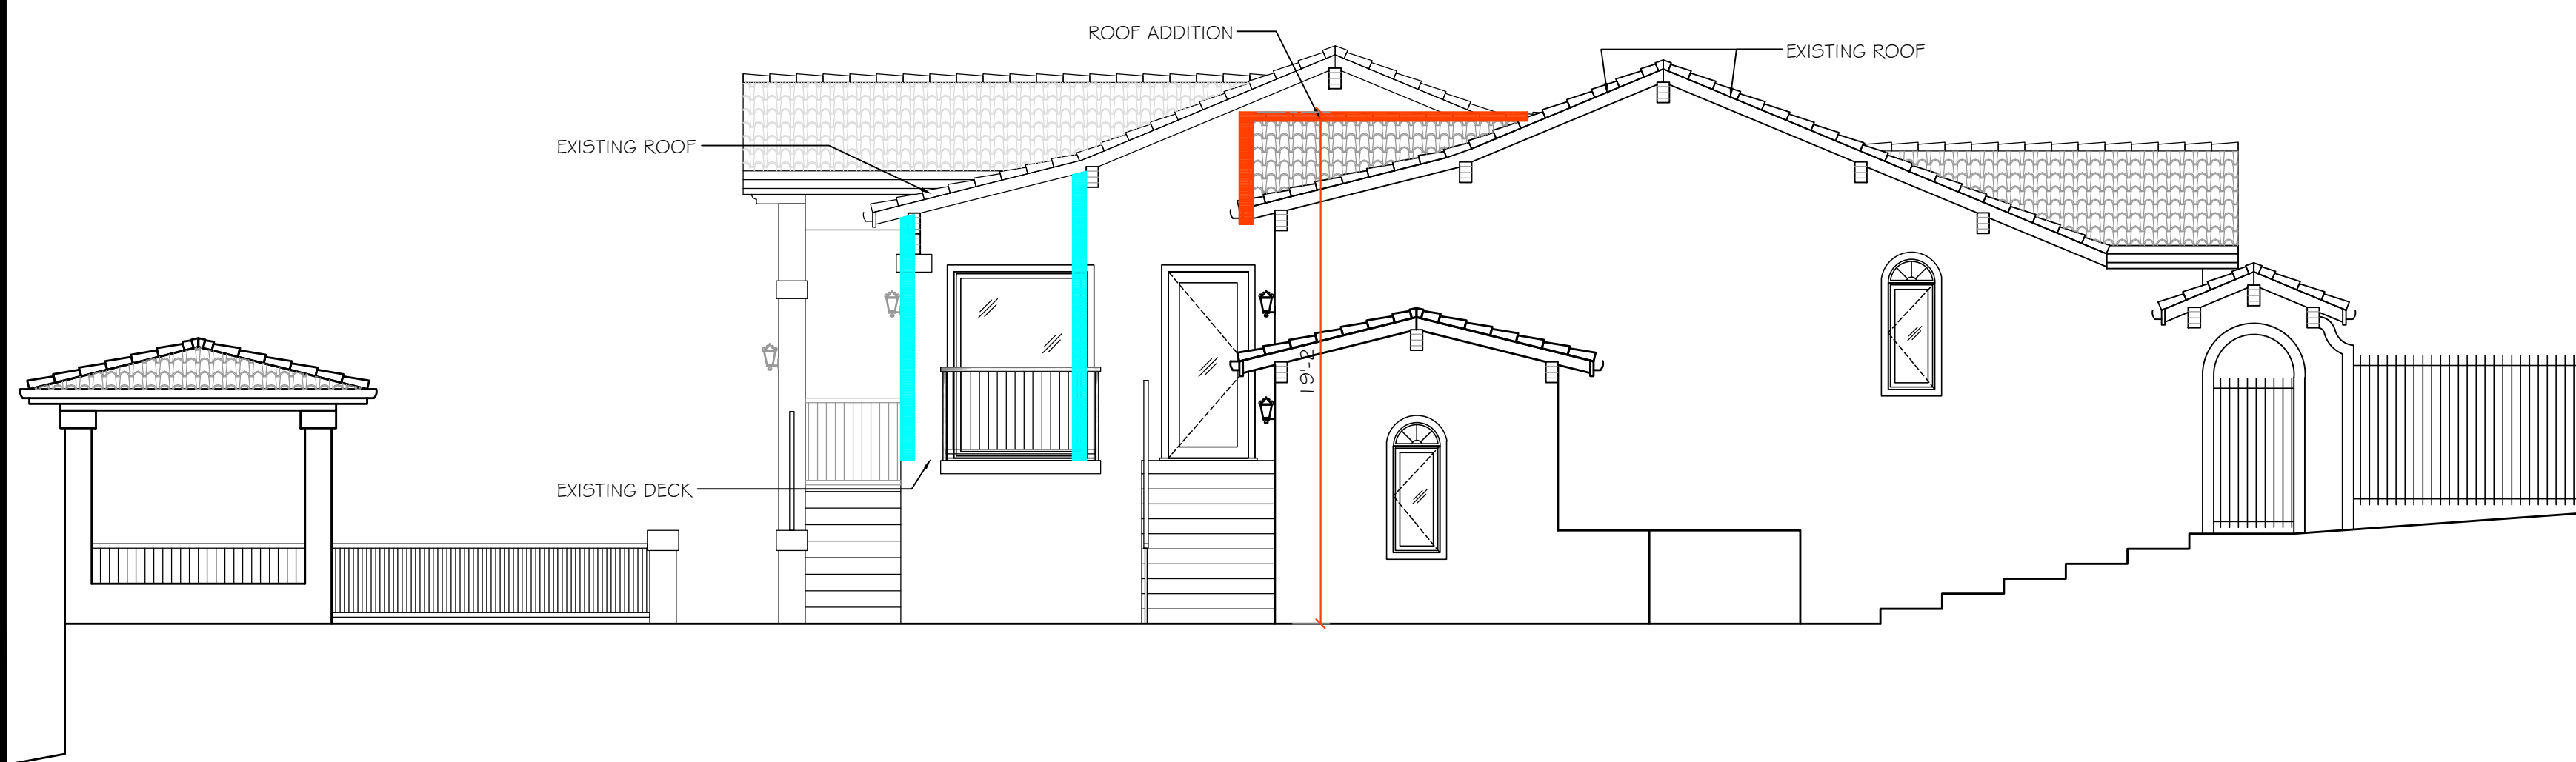 ROOF ADDITION
EXISTING ROOF
EXISTING ROOF
19'-2"
EXISTING DECK